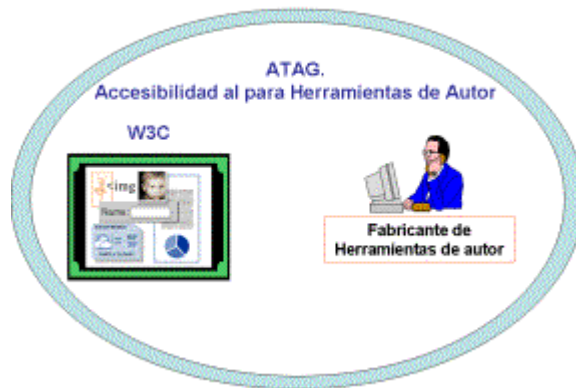 ATAG.
Accesibilidad al para Herramientas de Autor
W3C
<img
Name:
Fabricante de
Herramientas de autor